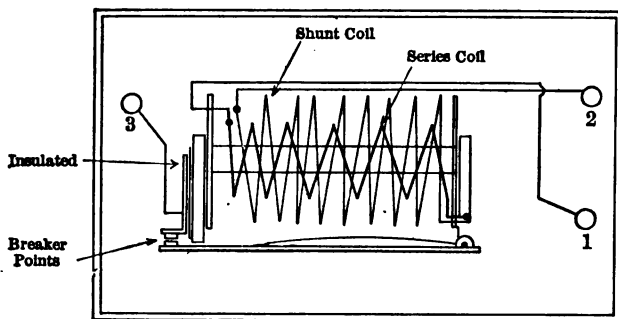 Shunt Coil
Series Coil
3
2
Insulated
1
Breaker
Points